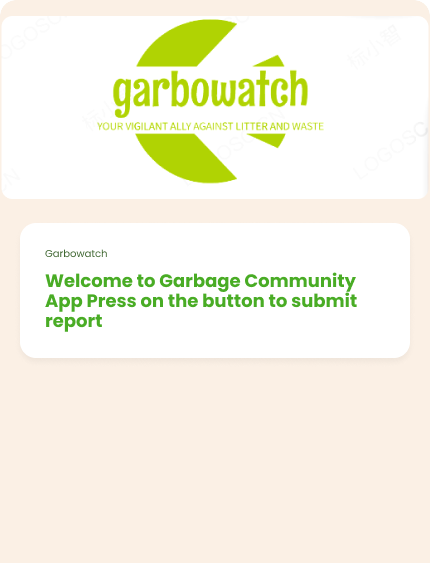 garbowatch
YOUR VIGILANT ALLY AGAINST LITTER AND WASTE
Garbowatch
Welcome to Garbage Community
App Press on the button to submit
report